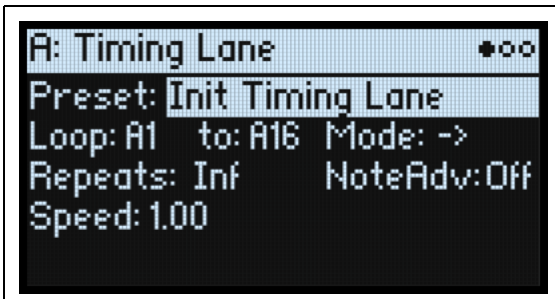 A: Timing Lane
Preset: Init Timing Lane
Loop: A1 to: A16 Mode: ->
Repeats: Inf NoteAdv: Off
Speed: 1.00